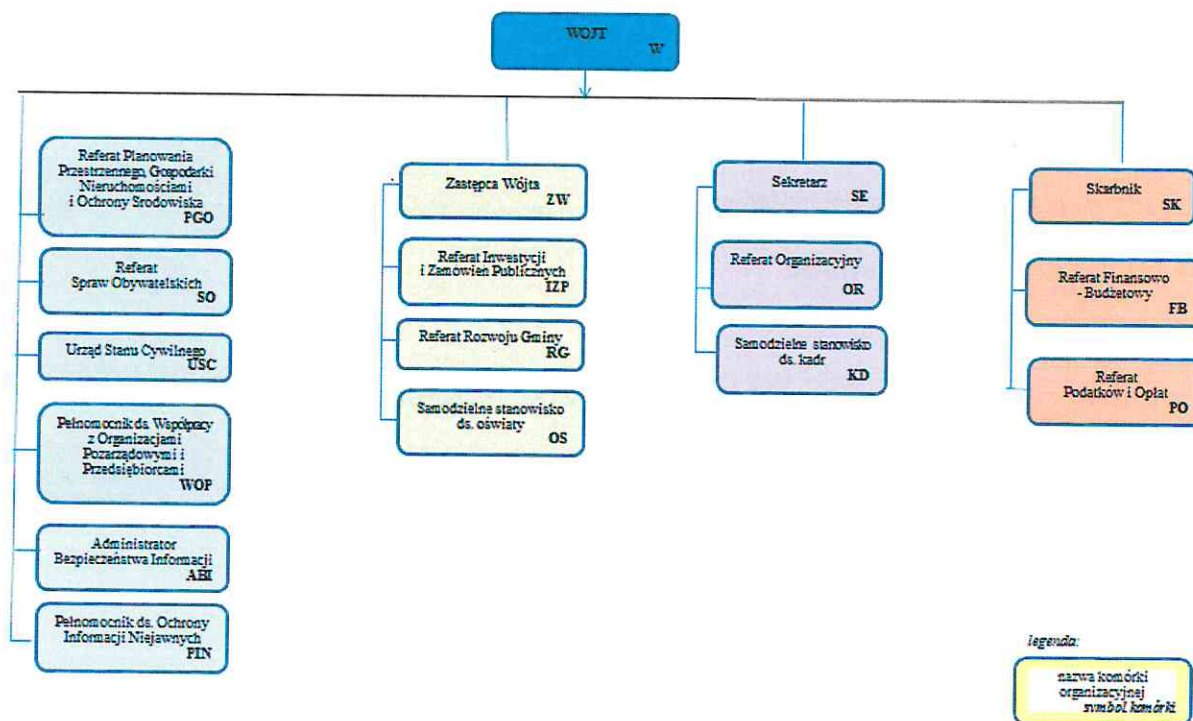 WÓJT
W
Referat Planowania
Przestrzennego, Gospodarki
Nieruchomościami
i Ochrony Srodowiska
PGO
Referat
Spraw Obywatelskich
SO
Urząd Stanu Cywilnego
USC
Pełnomocnik ds. Współpracy
z Organizacjami
Pozarządowymi i
Przedsiębiorcami
WOP
Administrator
Bezpieczeństwa Informacji
ABI
Pełnomocnik ds. Ochrony
Informacji Niejawnych
PIN
Zastępca Wójta
ZW
Referat Inwestycji
i Zamowien Publicznych
IZP
Referat Rozwoju Gminy
RG
Samodzielne stanowisko
ds. oświaty
OS
Sekretarz
SE
Referat Organizacyjny
OR
Samodzielne stanowisko
ds. kadr
KD
Skarbnik
SK
Referat Finansowo
- Budżetowy
FB
Referat
Podatków i Opłat
PO
legenda:
nazwa komórki
organizacyjnej
symbol komórki